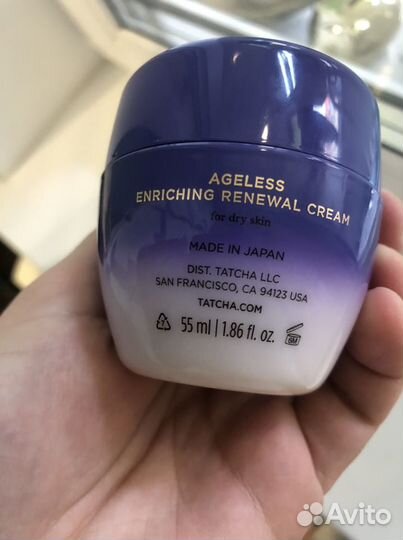 AGELESS
ENRICHING RENEWAL CREAM
for dry skin
MADE IN JAPAN
DIST. TATCHA LLC
SAN FRANCISCO, CA 94123 USA
TATCHA.COM
55 ml | 1.86 fl. oz.
6M
Avito